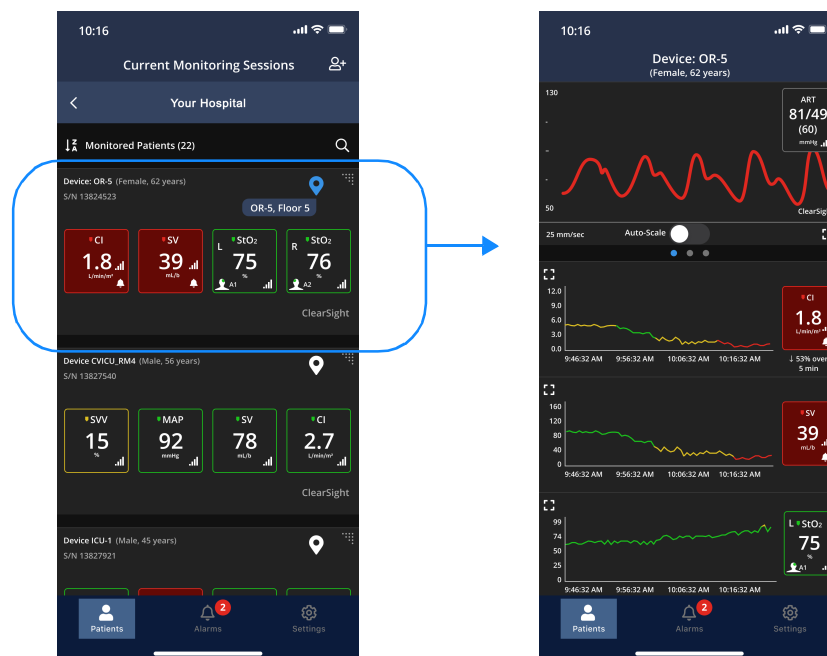 10:16
Current Monitoring Sessions
Your Hospital
Monitored Patients (22)
Device: OR-5 (Female, 62 years)
S/N 13824523
OR-5, Floor 5
CI
1.8
L/min/m²
SV
39
mL/b
L StO₂
75
%
A1
R StO₂
76
%
A2
ClearSight
Device CVICU_RM4 (Male, 56 years)
S/N 13827540
SVV
15
%
MAP
92
mmHg
SV
78
mL/b
CI
2.7
L/min/m²
ClearSight
Device ICU-1 (Male, 45 years)
S/N 13827921
Patients
2
Alarms
Settings
10:16
Device: OR-5
(Female, 62 years)
130
50
ART
81/49
(60)
mmHg
ClearSigh
25 mm/sec
Auto-Scale
12.0
9.0
6.0
3.0
0.0
9:46:32 AM 9:56:32 AM 10:06:32 AM 10:16:32 AM
CI
1.8
L/min/m²
↓ 53% over
5 min
160
120
80
40
0
9:46:32 AM 9:56:32 AM 10:06:32 AM 10:16:32 AM
SV
39
mL/b
99
74
50
25
0
9:46:32 AM 9:56:32 AM 10:06:32 AM 10:16:32 AM
L StO₂
75
%
A1
Patients
2
Alarms
Settings